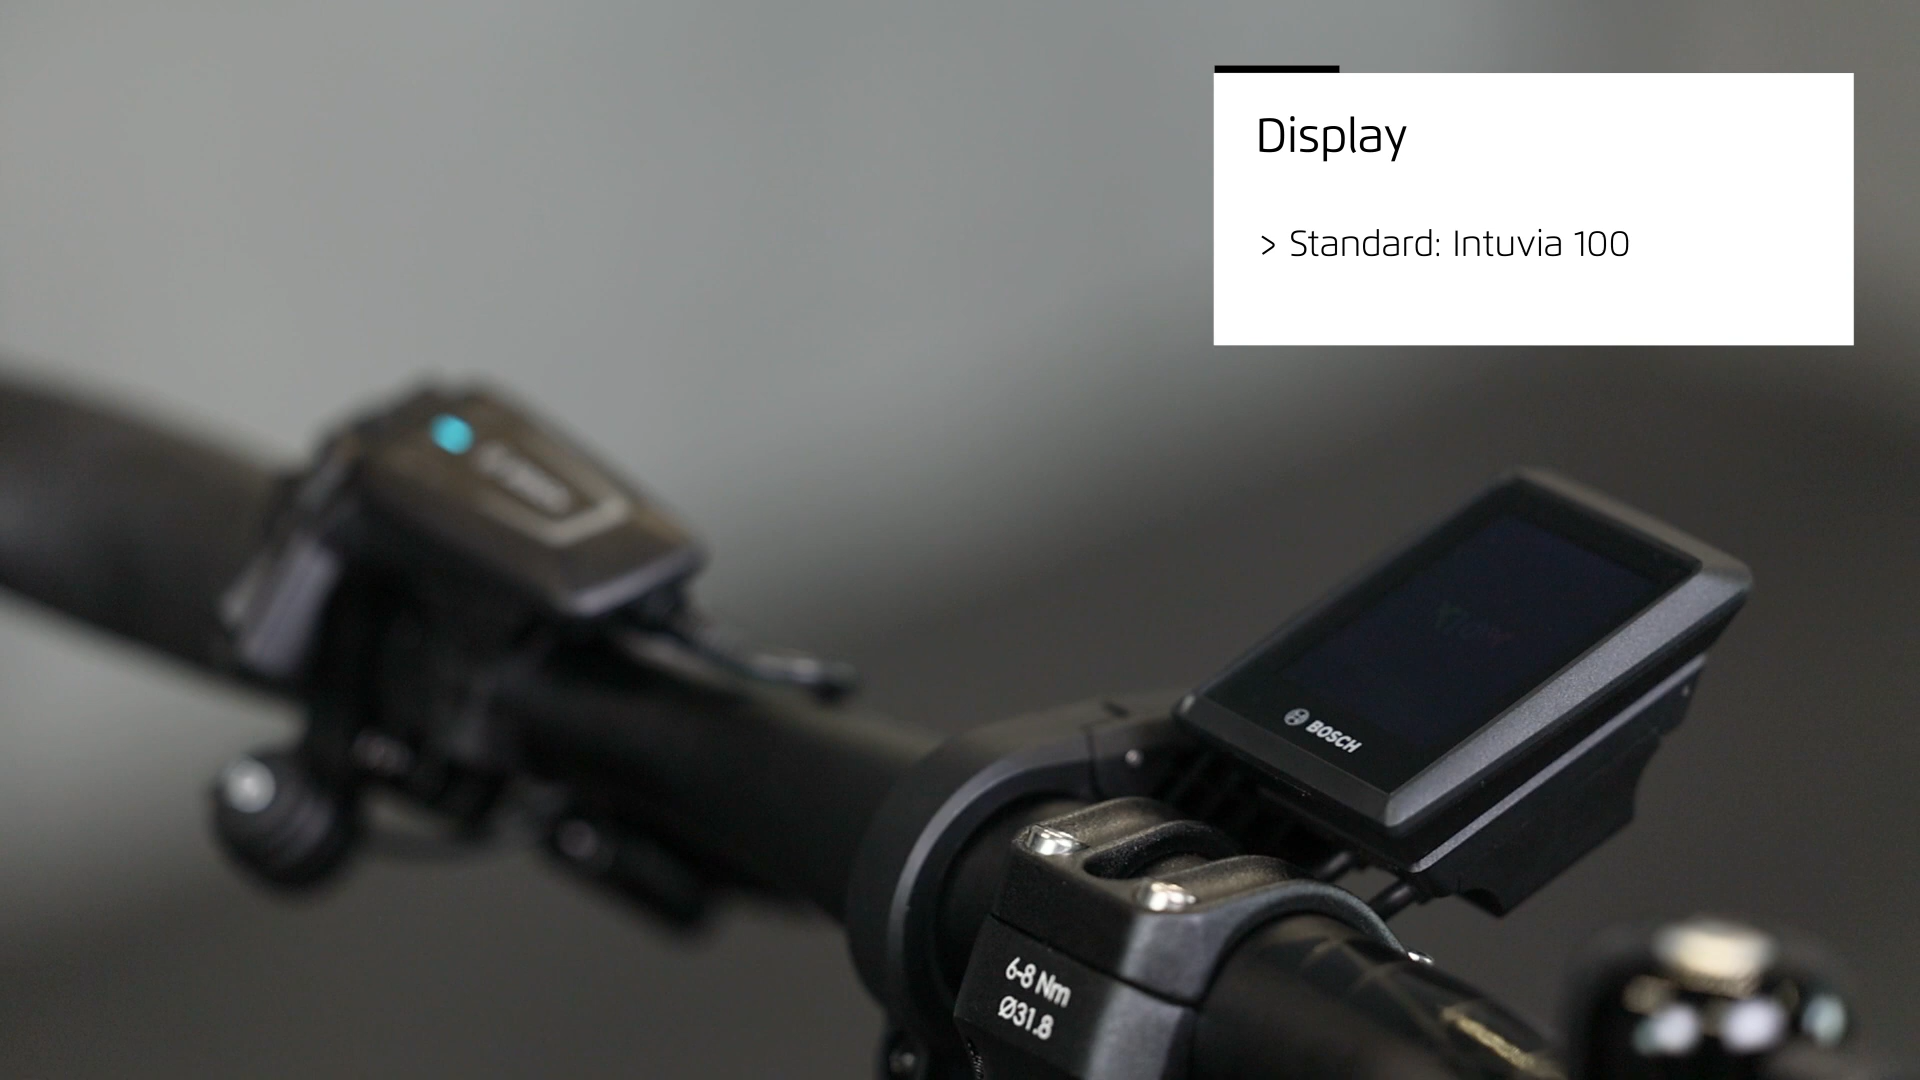 Display
> Standard: Intuvia 100
BOSCH
6-8 Nm
Ø31.8